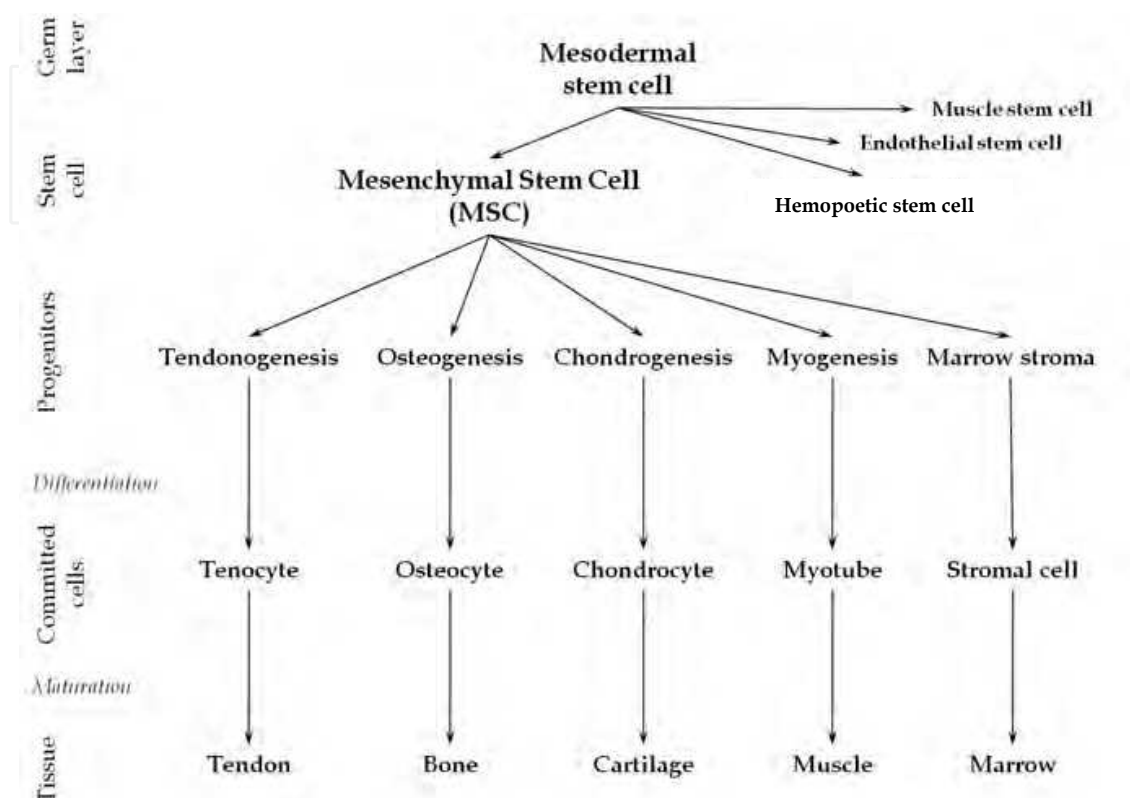 Germ
layer
Mesodermal
stem cell
Muscle stem cell
Endothelial stem cell
Stem
cell
Mesenchymal Stem Cell
(MSC)
Hemopoetic stem cell
Progenitors
Tendonogenesis Osteogenesis Chondrogenesis Myogenesis Marrow stroma
Differentiation
Committed
cells
Tenocyte Osteocyte Chondrocyte Myotube Stromal cell
Maturation
Tissue
Tendon Bone Cartilage Muscle Marrow